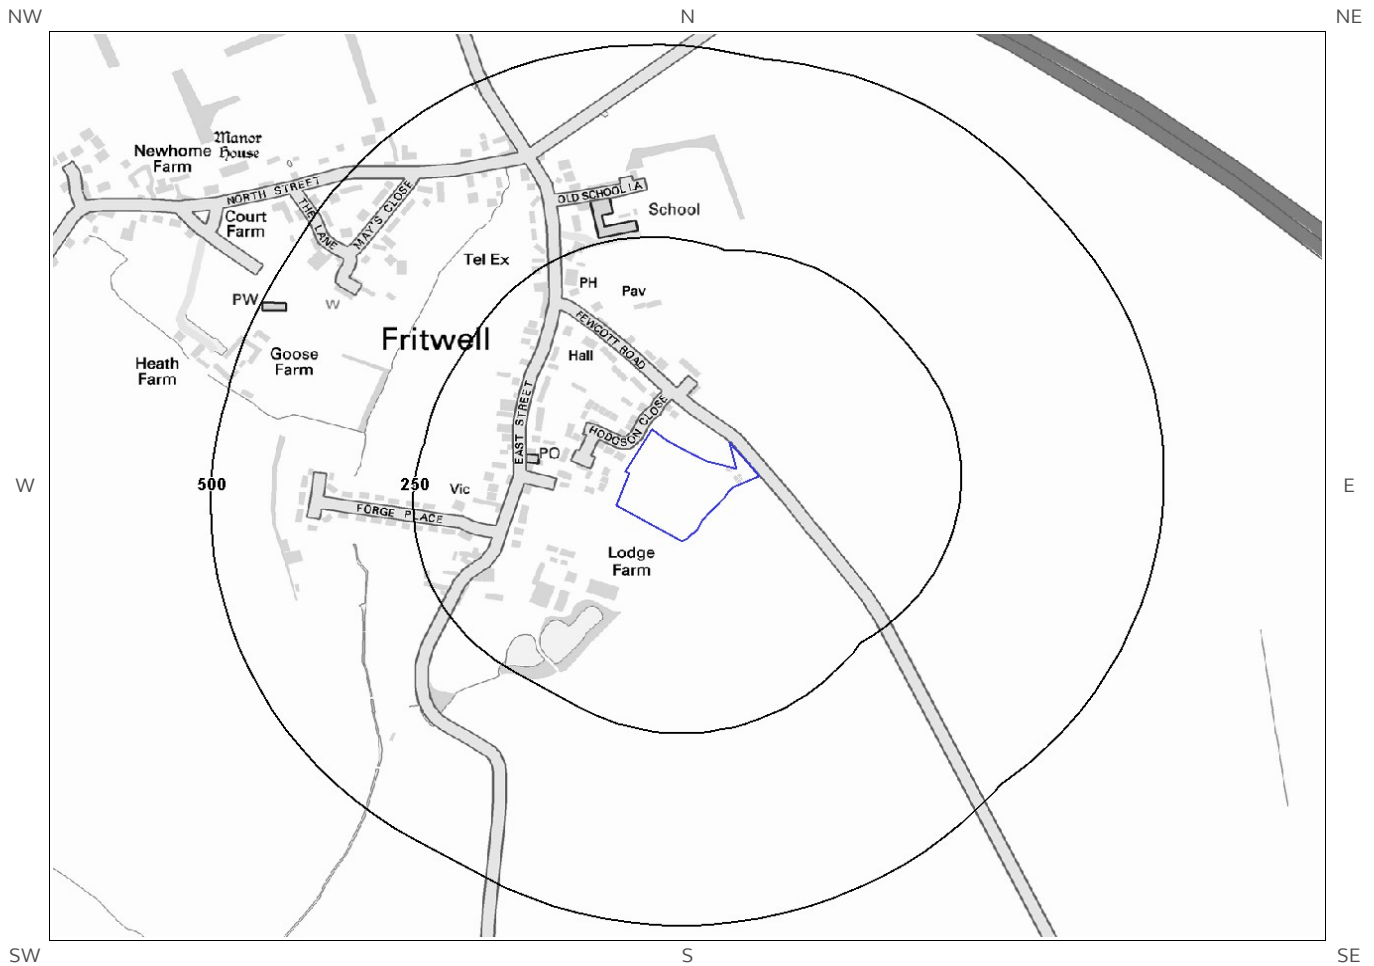 NW
N
NE
Manor
House
Newhome
Farm
NORTH STREET
OLD SCHOOL LA
School
THE LANE
MAY'S CLOSE
Court
Farm
Tel Ex
PH
Pav
PW
W
FEWCOTT ROAD
Fritwell
Hall
Goose
Farm
Heath
Farm
EAST STREET
HODGSON CLOSE
PO
W
500
250
Vic
E
FORGE PLACE
Lodge
Farm
SW
S
SE